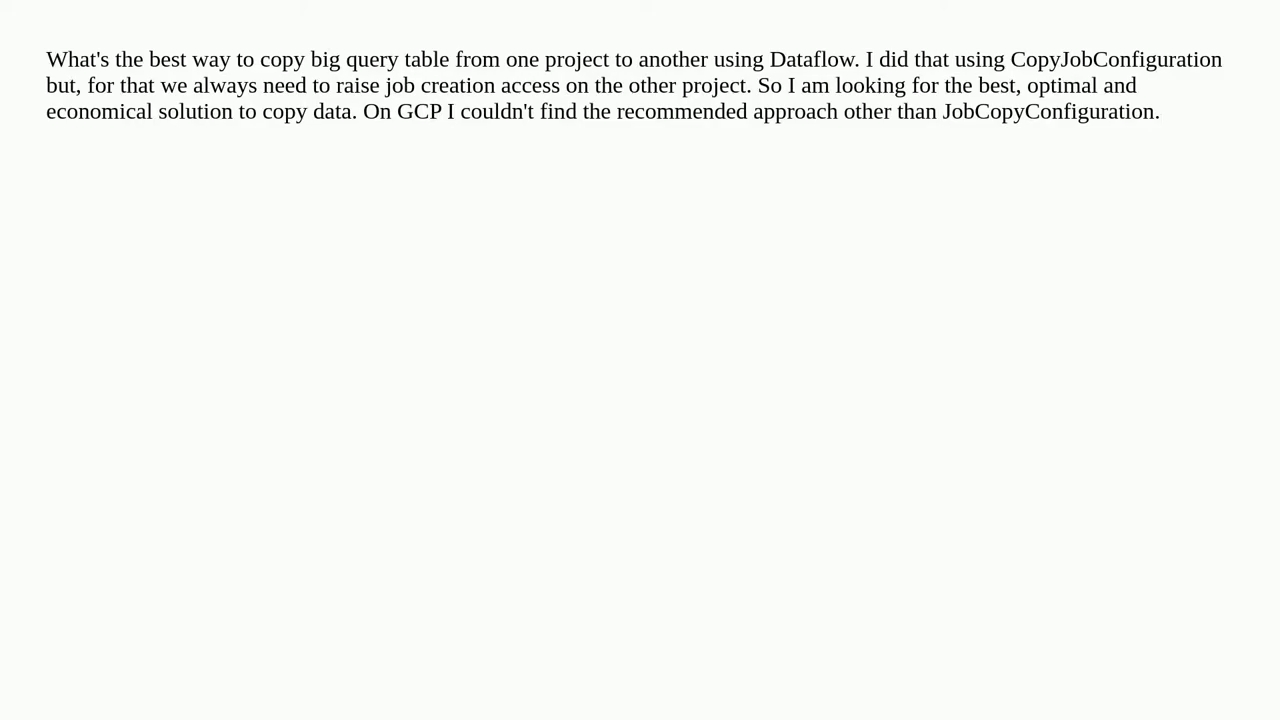 What's the best way to copy big query table from one project to another using Dataflow. I did that using CopyJobConfiguration
but, for that we always need to raise job creation access on the other project. So I am looking for the best, optimal and
economical solution to copy data. On GCP I couldn't find the recommended approach other than JobCopyConfiguration.